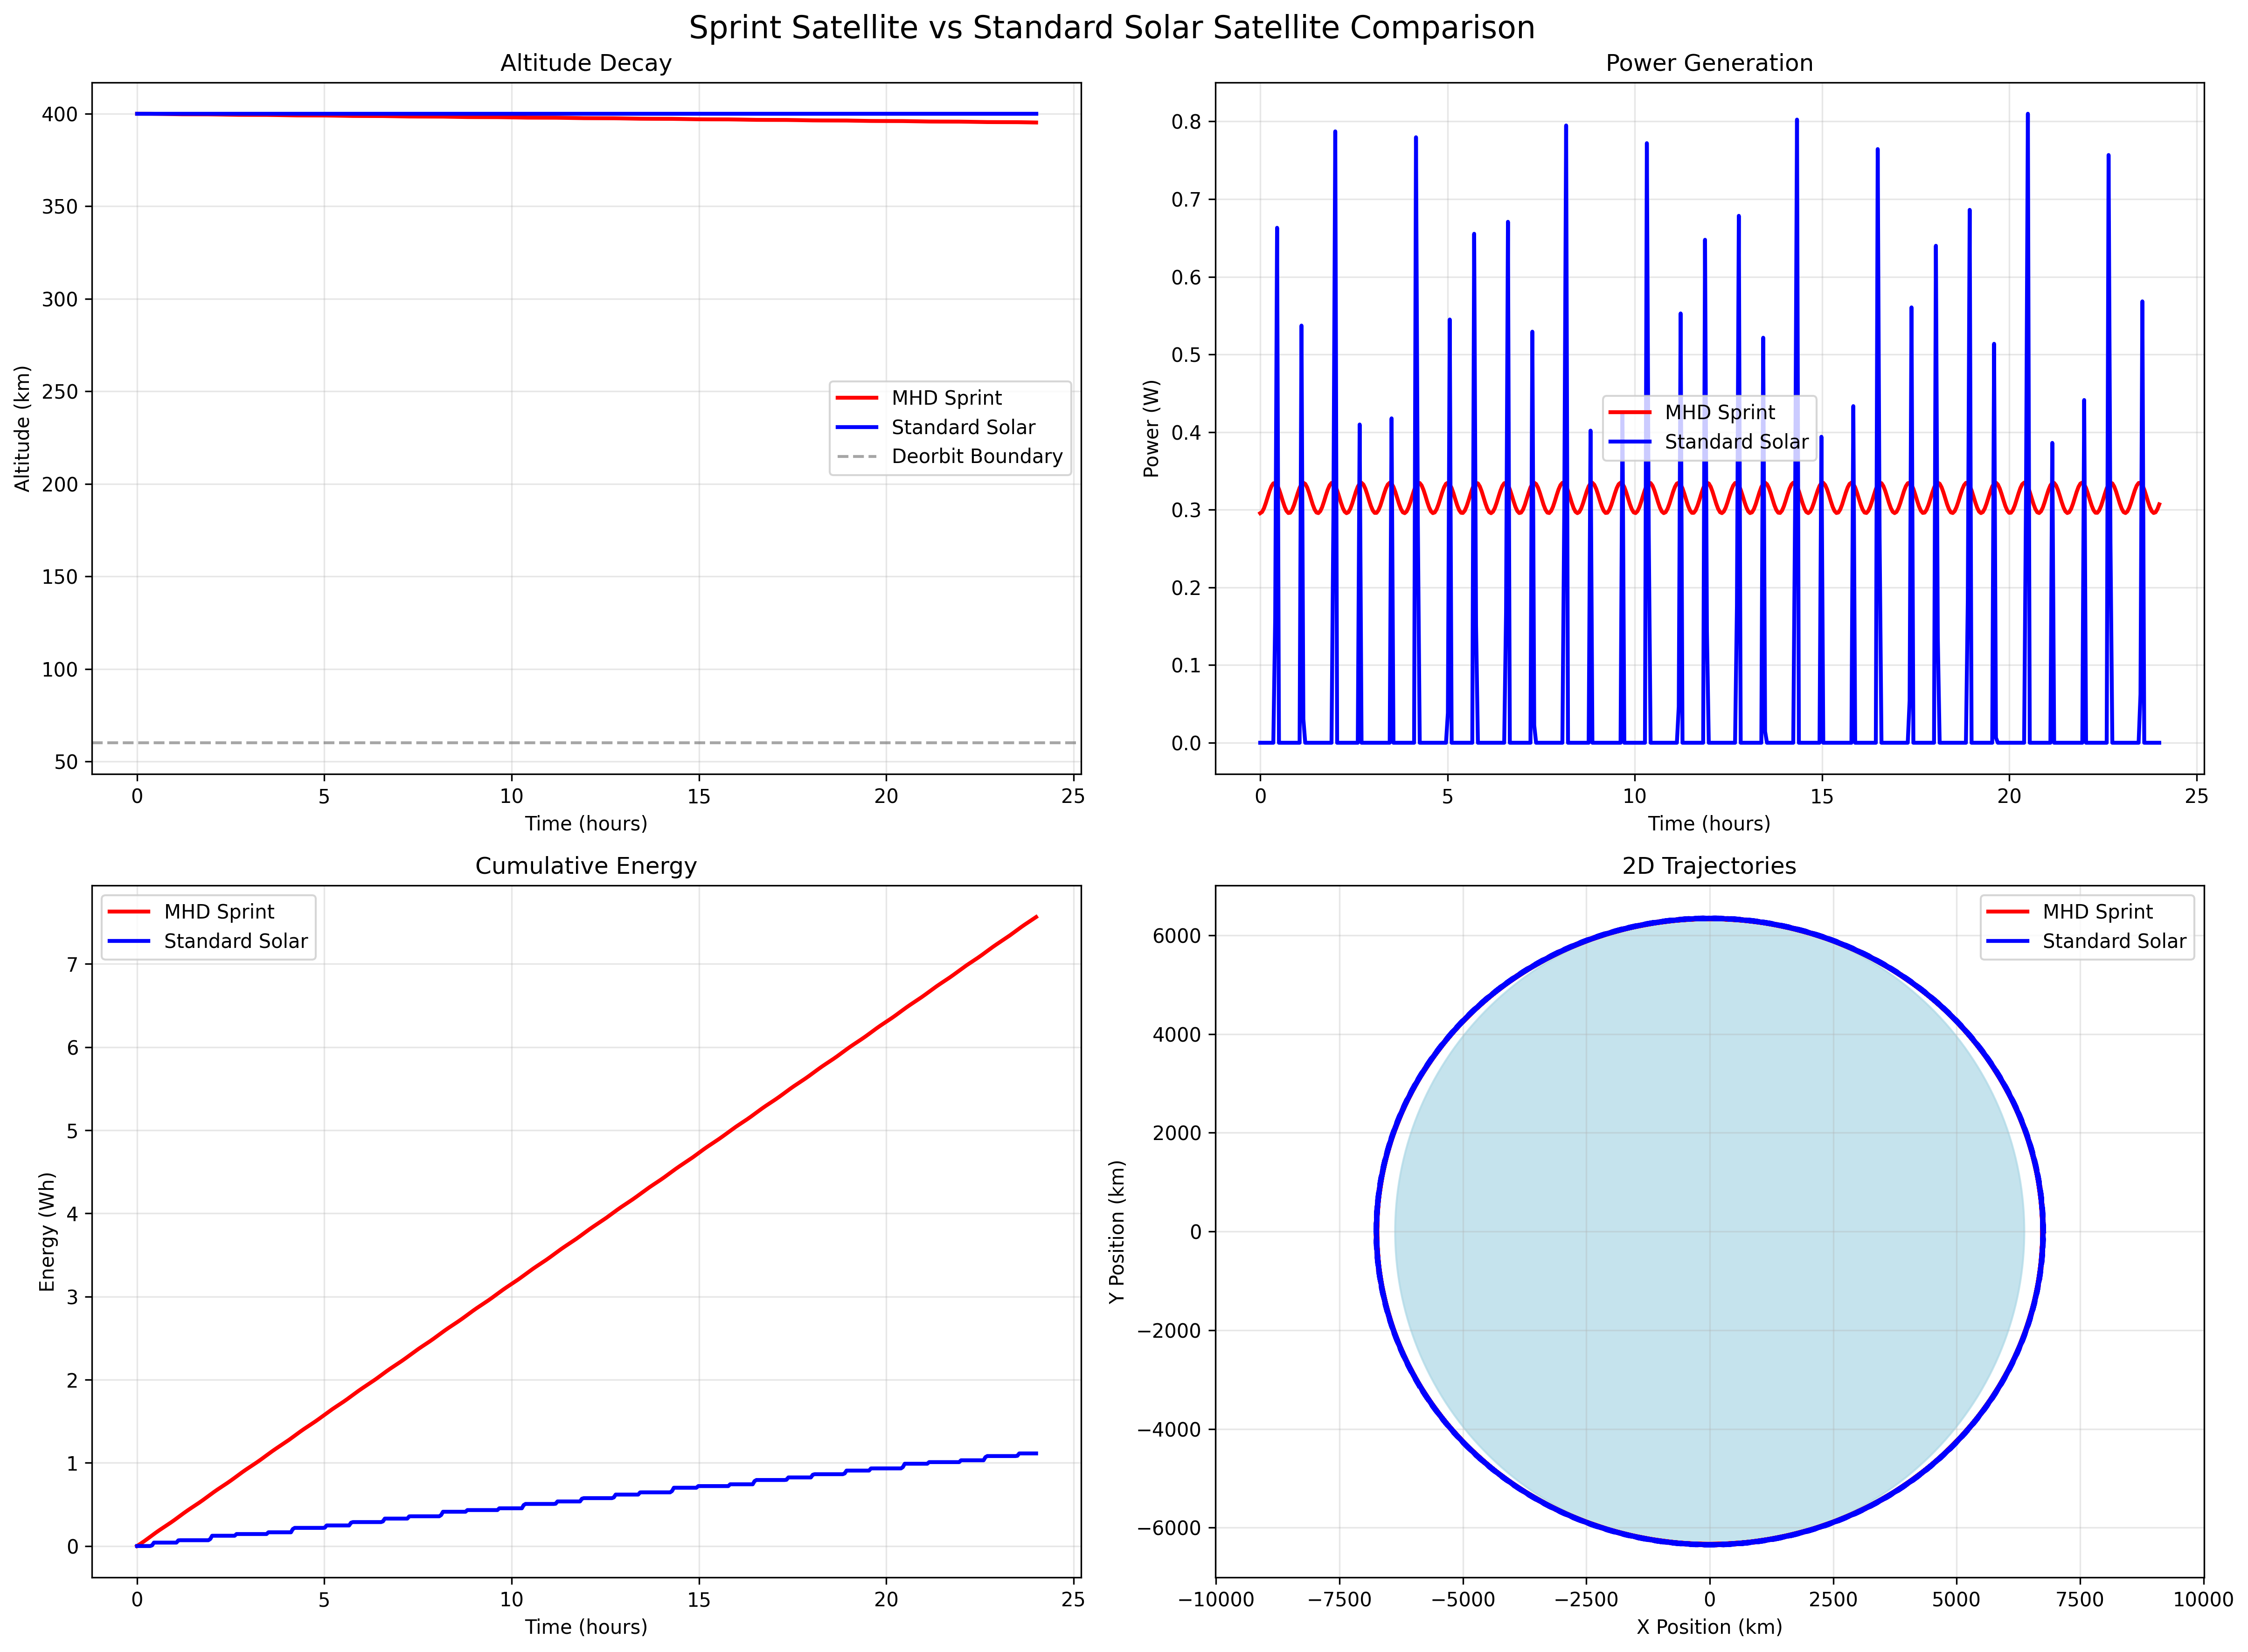 Sprint Satellite vs Standard Solar Satellite Comparison
Altitude Decay
400
350
300
250
200
150
100
50
Altitude (km)
MHD Sprint
Standard Solar
Deorbit Boundary
0
5
10
15
20
25
Time (hours)
Power Generation
0.8
0.7
0.6
0.5
0.4
0.3
0.2
0.1
0.0
Power (W)
MHD Sprint
Standard Solar
0
5
10
15
20
25
Time (hours)
Cumulative Energy
MHD Sprint
Standard Solar
7
6
5
4
3
2
1
0
Energy (Wh)
0
5
10
15
20
25
Time (hours)
2D Trajectories
MHD Sprint
Standard Solar
6000
4000
2000
0
−2000
−4000
−6000
Y Position (km)
−10000
−7500
−5000
−2500
0
2500
5000
7500
10000
X Position (km)